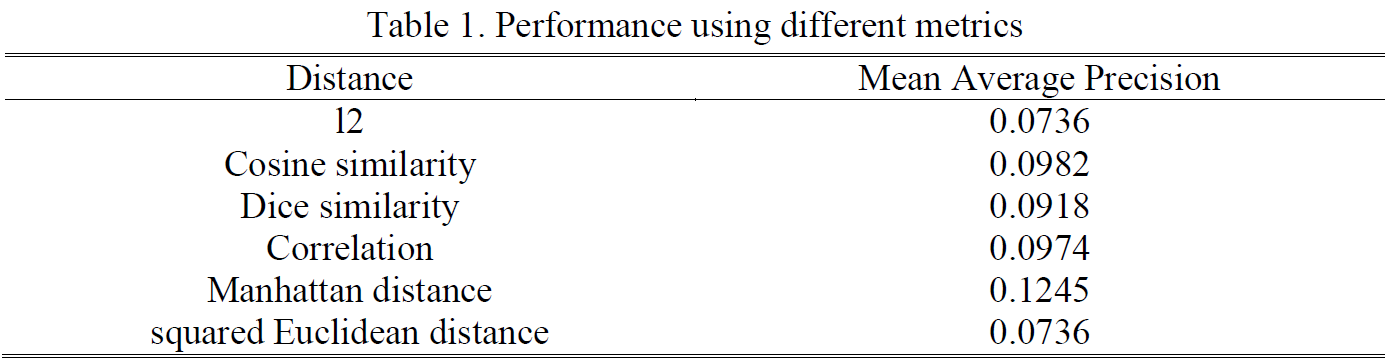 Table 1. Performance using different metrics
Distance Mean Average Precision
l2 0.0736
Cosine similarity 0.0982
Dice similarity 0.0918
Correlation 0.0974
Manhattan distance 0.1245
squared Euclidean distance 0.0736